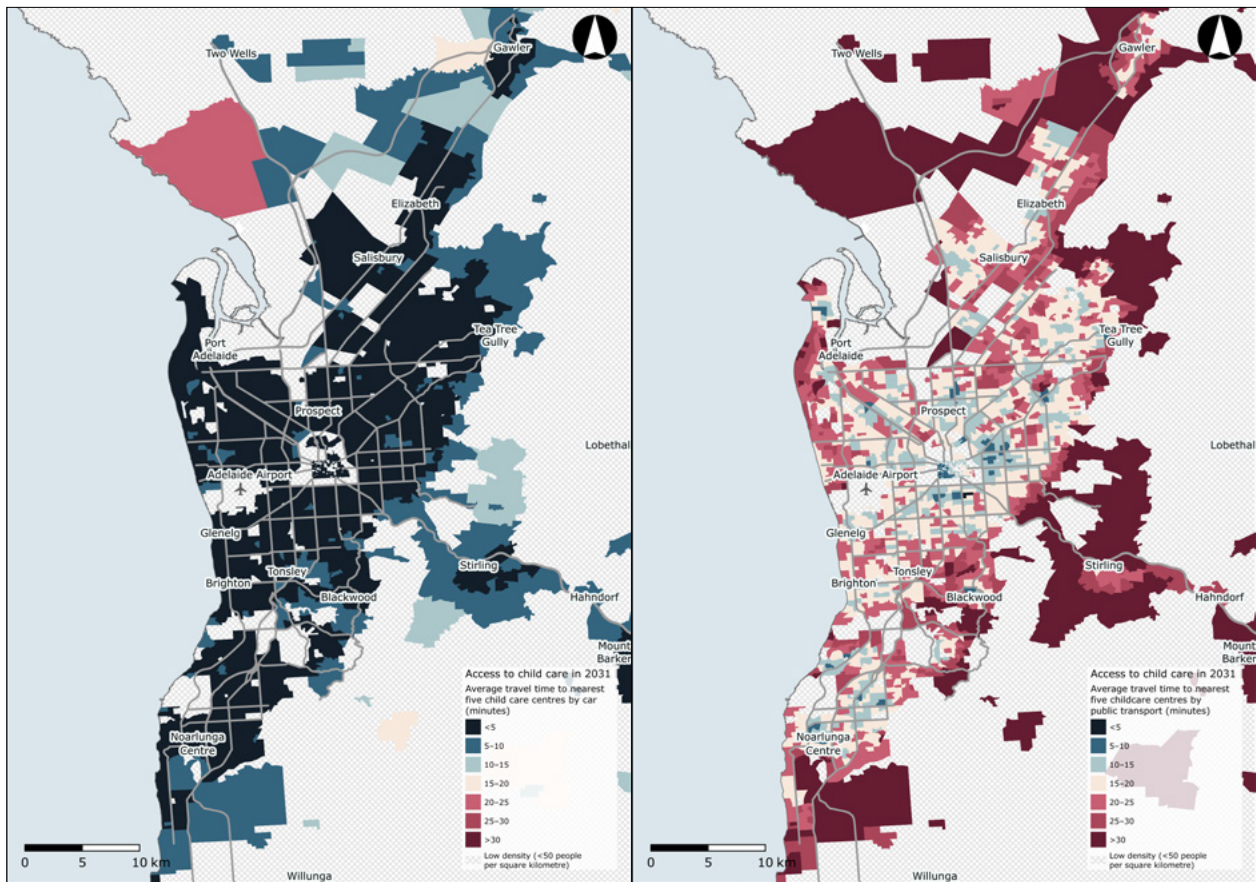 Two Wells
Gawler
Elizabeth
Salisbury
Port
Adelaide
Tea Tree
Gully
Prospect
Lobethal
Adelaide Airport
Glenelg
Stirling
Brighton
Tonsley
Blackwood
Hahndorf
Mount
Barker
Noarlunga
Centre
Willunga
Access to child care in 2031
Average travel time to nearest
five child care centres by car
(minutes)
<5
5–10
10–15
15–20
20–25
25–30
>30
Low density (<50 people
per square kilometre)
0 5 10 km
Two Wells
Gawler
Elizabeth
Salisbury
Port
Adelaide
Tea Tree
Gully
Prospect
Lobethal
Adelaide Airport
Glenelg
Stirling
Brighton
Tonsley
Blackwood
Hahndorf
Mount
Barker
Noarlunga
Centre
Willunga
Access to child care in 2031
Average travel time to nearest
five childcare centres by
public transport (minutes)
<5
5–10
10–15
15–20
20–25
25–30
>30
Low density (<50 people
per square kilometre)
0 5 10 km